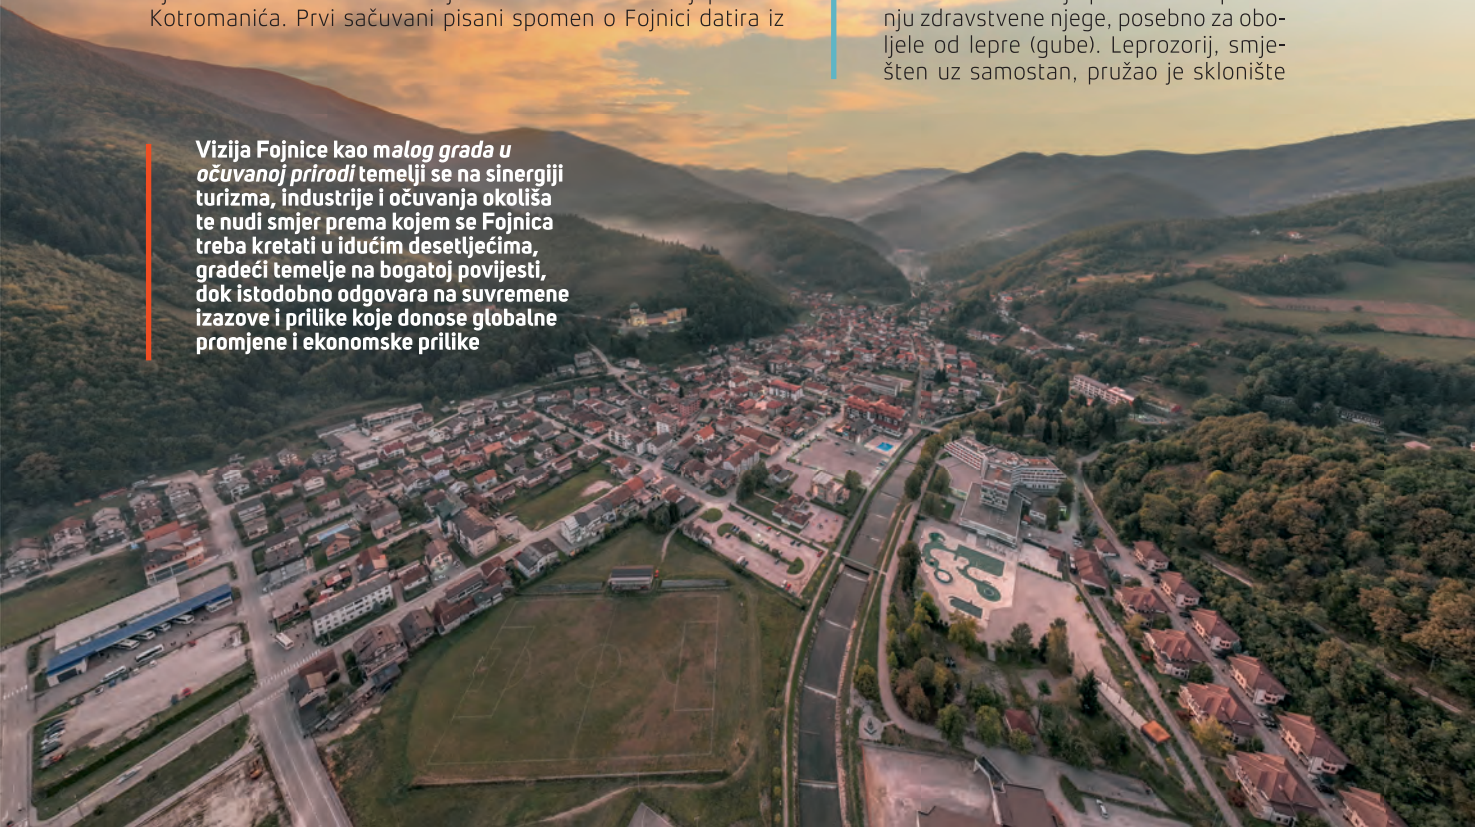 Kotromanića. Prvi sačuvani pisani spomen o Fojnici datira iz
nju zdravstvene njege, posebno za obo-
ljele od lepre (gube). Leprozorij, smje-
šten uz samostan, pružao je sklonište
Vizija Fojnice kao malog grada u
očuvanoj prirodi temelji se na sinergiji
turizma, industrije i očuvanja okoliša
te nudi smjer prema kojem se Fojnica
treba kretati u idućim desetljećima,
gradeći temelje na bogatoj povijesti,
dok istodobno odgovara na suvremene
izazove i prilike koje donose globalne
promjene i ekonomske prilike